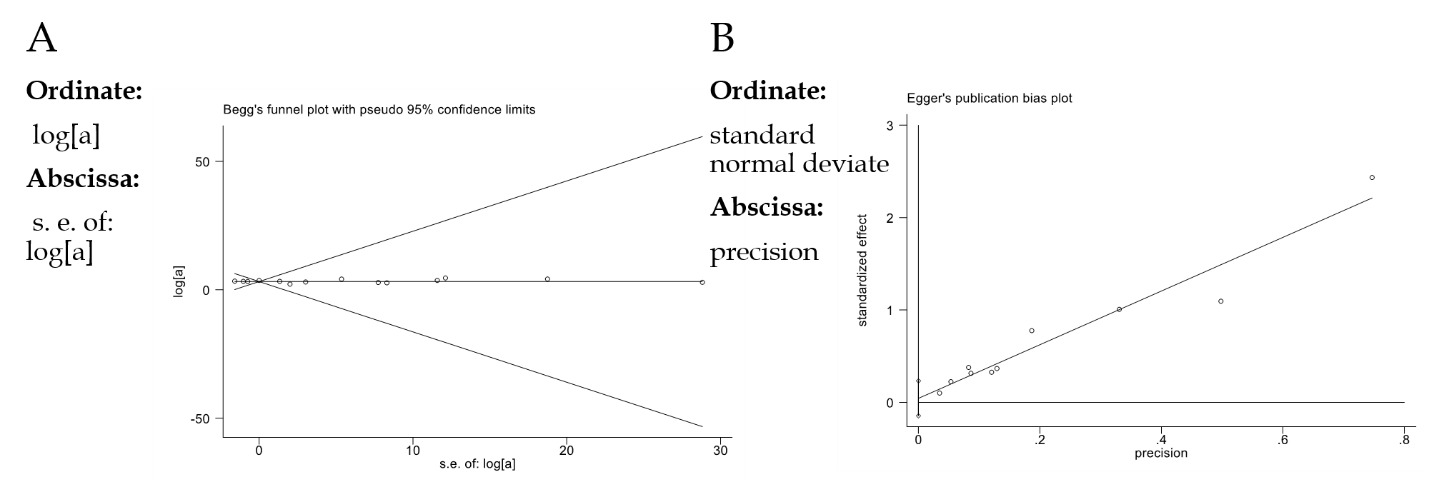 A
Ordinate:
log[a]
Abscissa:
s. e. of:
log[a]
Begg's funnel plot with pseudo 95% confidence limits
log[a]
50
0
-50
0
10
20
30
s.e. of: log[a]
B
Ordinate:
standard
normal deviate
Abscissa:
precision
Egger's publication bias plot
standardized effect
3
2
1
0
0
.2
.4
.6
.8
precision